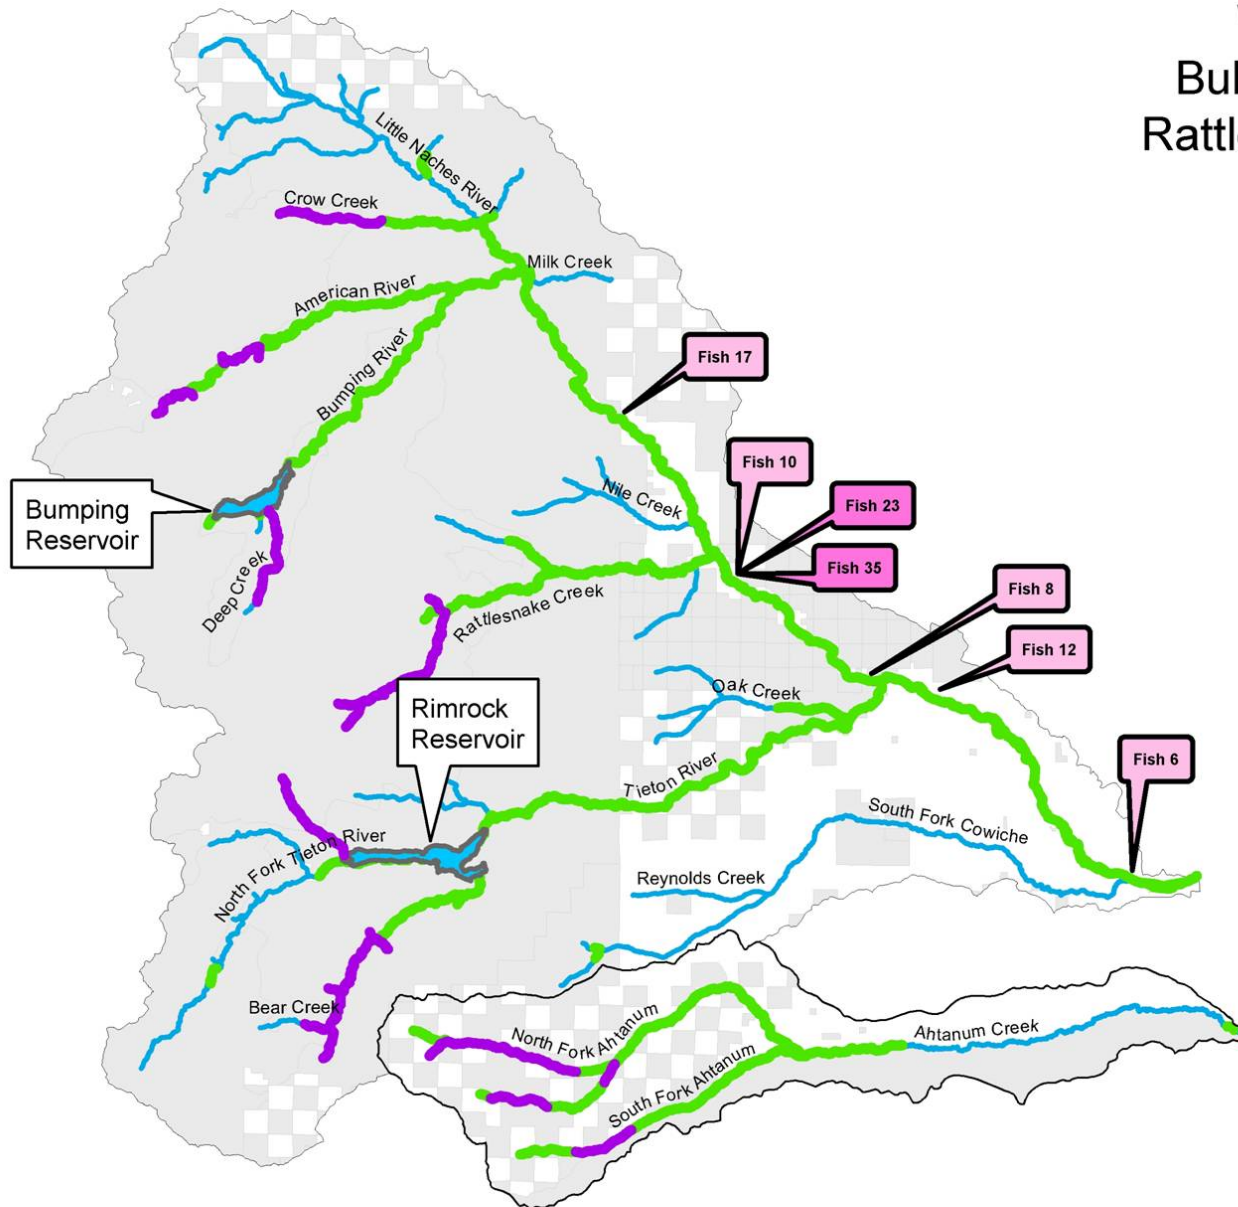 Bul
Rattl
Little Naches River
Crow Creek
Milk Creek
American River
Bumping River
Fish 17
Fish 10
Fish 23
Fish 35
Nile Creek
Bumping
Reservoir
Deep Creek
Rattlesnake Creek
Fish 8
Fish 12
Oak Creek
Rimrock
Reservoir
Tieton River
Fish 6
South Fork Cowiche
North Fork Tieton River
Reynolds Creek
Bear Creek
North Fork Ahtanum
Ahtanum Creek
South Fork Ahtanum